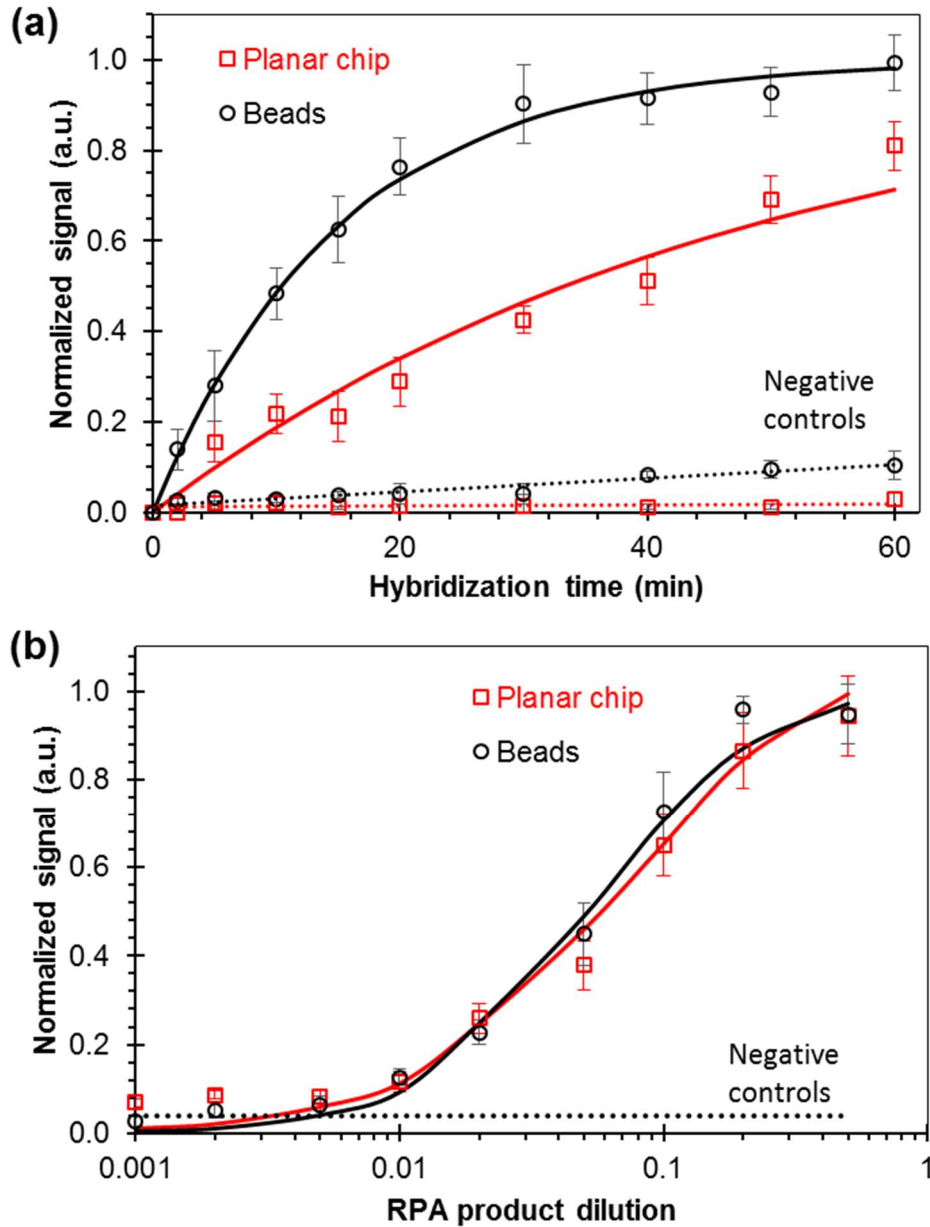 (a)
Planar chip
Beads
Negative
controls
Normalized signal (a.u.)
1.0
0.8
0.6
0.4
0.2
0.0
0
20
40
60
Hybridization time (min)
(b)
Planar chip
Beads
Negative
controls
Normalized signal (a.u.)
1.0
0.8
0.6
0.4
0.2
0.0
0.001
0.01
0.1
1
RPA product dilution